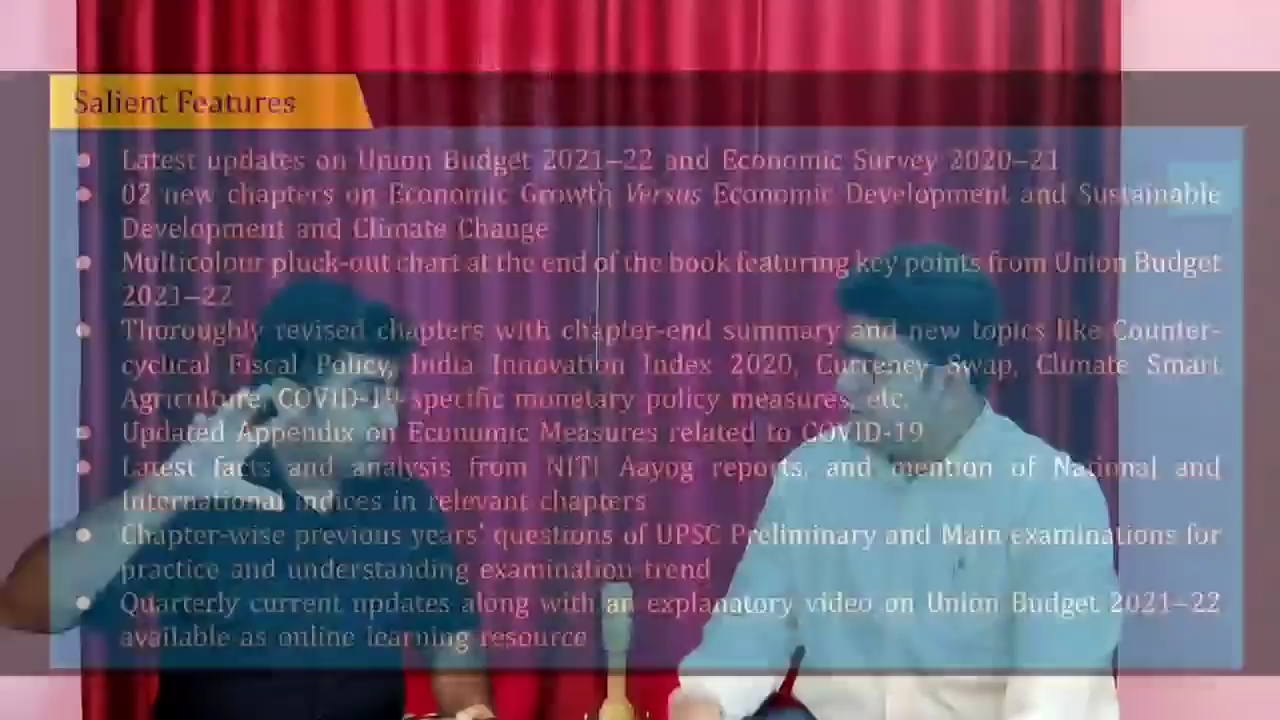 Salient Features
Latest updates on Union Budget 2021–22 and Economic Survey 2020–21
02 new chapters on Economic Growth Versus Economic Development and Sustainable
Development and Climate Change
Multicolour pluck-out chart at the end of the book featuring key points from Union Budget
2021–22
Thoroughly revised chapters with chapter-end summary and new topics like Counter-
cyclical Fiscal Policy, India Innovation Index 2020, Currency Swap, Climate Smart
Agriculture, COVID-19-specific monetary policy measures, etc.
Updated Appendix on Economic Measures related to COVID-19
Latest facts and analysis from NITI Aayog reports, and mention of National and
International indices in relevant chapters
Chapter-wise previous years' questions of UPSC Preliminary and Main examinations for
practice and understanding examination trend
Quarterly current updates along with an explanatory video on Union Budget 2021–22
available as online learning resource